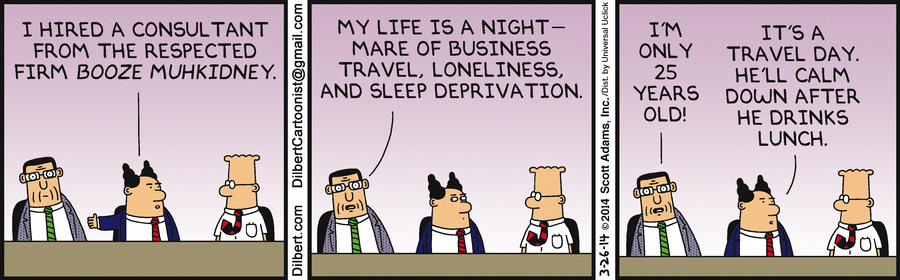 I HIRED A CONSULTANT
FROM THE RESPECTED
FIRM BOOZE MUHKIDNEY.
Dilbert.com DilbertCartoonist@gmail.com
MY LIFE IS A NIGHT–
MARE OF BUSINESS
TRAVEL, LONELINESS,
AND SLEEP DEPRIVATION.
3-26-14 © 2014 Scott Adams, Inc. /Dist. by Universal Uclick
I'M
ONLY
25
YEARS
OLD!
IT'S A
TRAVEL DAY.
HE'LL CALM
DOWN AFTER
HE DRINKS
LUNCH.